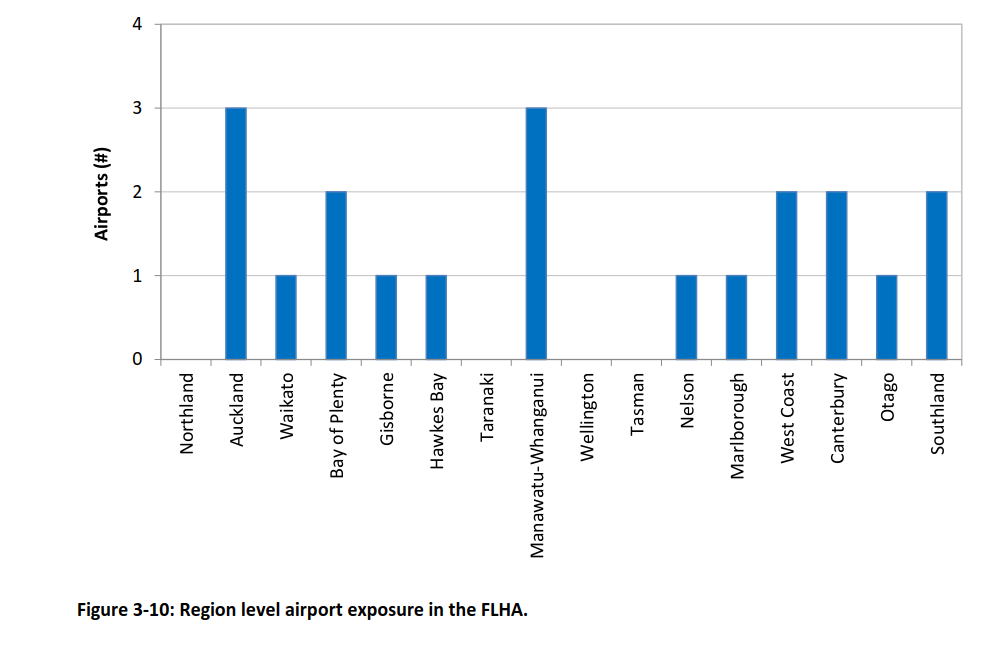 4
3
2
1
0
Airports (#)
Northland
Auckland
Waikato
Bay of Plenty
Gisborne
Hawkes Bay
Taranaki
Manawatu-Whanganui
Wellington
Tasman
Nelson
Marlborough
West Coast
Canterbury
Otago
Southland
Figure 3-10: Region level airport exposure in the FLHA.